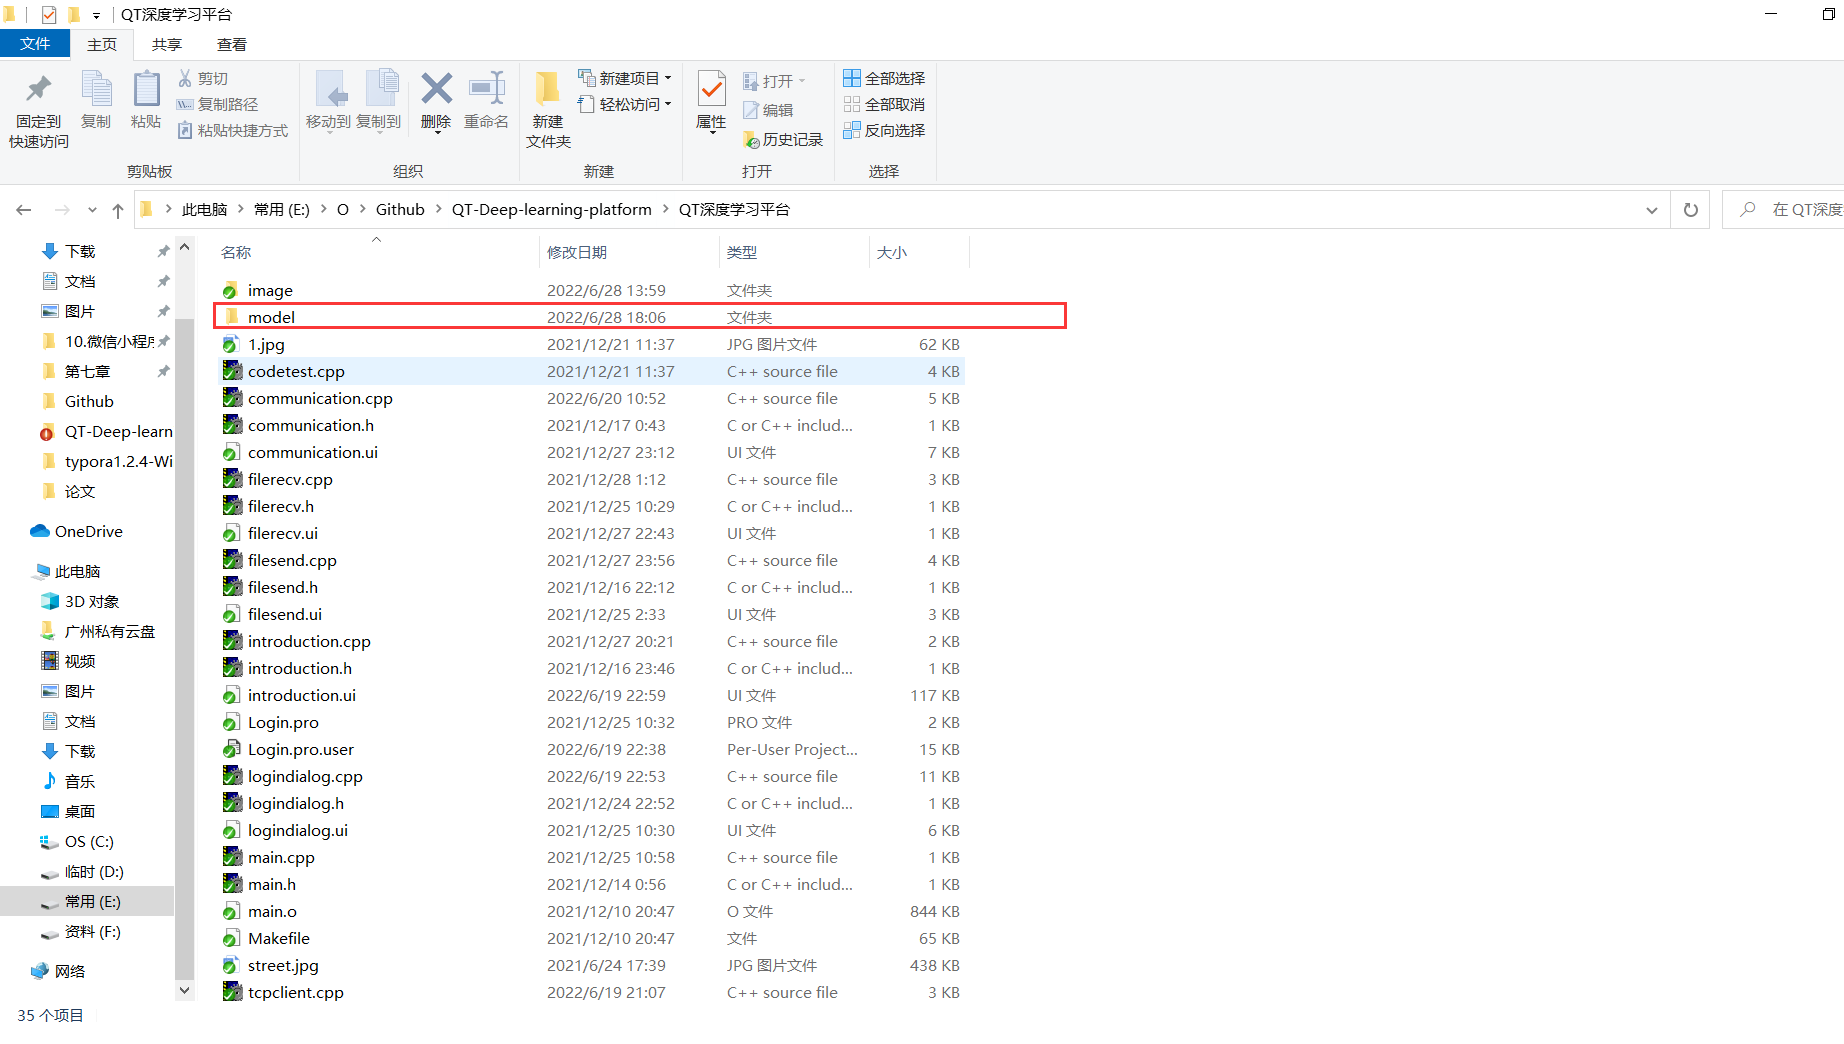 QT深度学习平台
文件 主页 共享 查看
固定到
快速访问
复制
粘贴
剪切
复制路径
粘贴快捷方式
剪贴板
移动到
复制到
删除
重命名
组织
新建
文件夹
新建项目
轻松访问
新建
属性
打开
编辑
历史记录
打开
全部选择
全部取消
反向选择
选择
此电脑 常用 (E:) O Github QT-Deep-learning-platform QT深度学习平台
在 QT深度
下载
文档
图片
10.微信小程序
第七章
Github
QT-Deep-learn
typora1.2.4-Wi
论文
OneDrive
此电脑
3D 对象
广州私有云盘
视频
图片
文档
下载
音乐
桌面
OS (C:)
临时 (D:)
常用 (E:)
资料 (F:)
网络
名称 修改日期 类型 大小
image 2022/6/28 13:59 文件夹
model 2022/6/28 18:06 文件夹
1.jpg 2021/12/21 11:37 JPG 图片文件 62 KB
codetest.cpp 2021/12/21 11:37 C++ source file 4 KB
communication.cpp 2022/6/20 10:52 C++ source file 5 KB
communication.h 2021/12/17 0:43 C or C++ includ... 1 KB
communication.ui 2021/12/27 23:12 UI 文件 7 KB
filerecv.cpp 2021/12/28 1:12 C++ source file 3 KB
filerecv.h 2021/12/25 10:29 C or C++ includ... 1 KB
filerecv.ui 2021/12/27 22:43 UI 文件 1 KB
filesend.cpp 2021/12/27 23:56 C++ source file 4 KB
filesend.h 2021/12/16 22:12 C or C++ includ... 1 KB
filesend.ui 2021/12/25 2:33 UI 文件 3 KB
introduction.cpp 2021/12/27 20:21 C++ source file 2 KB
introduction.h 2021/12/16 23:46 C or C++ includ... 1 KB
introduction.ui 2022/6/19 22:59 UI 文件 117 KB
Login.pro 2021/12/25 10:32 PRO 文件 2 KB
Login.pro.user 2022/6/19 22:38 Per-User Project... 15 KB
logindialog.cpp 2022/6/19 22:53 C++ source file 11 KB
logindialog.h 2021/12/24 22:52 C or C++ includ... 1 KB
logindialog.ui 2021/12/25 10:30 UI 文件 6 KB
main.cpp 2021/12/25 10:58 C++ source file 1 KB
main.h 2021/12/14 0:56 C or C++ includ... 1 KB
main.o 2021/12/10 20:47 O 文件 844 KB
Makefile 2021/12/10 20:47 文件 65 KB
street.jpg 2021/6/24 17:39 JPG 图片文件 438 KB
tcpclient.cpp 2022/6/19 21:07 C++ source file 3 KB
35 个项目